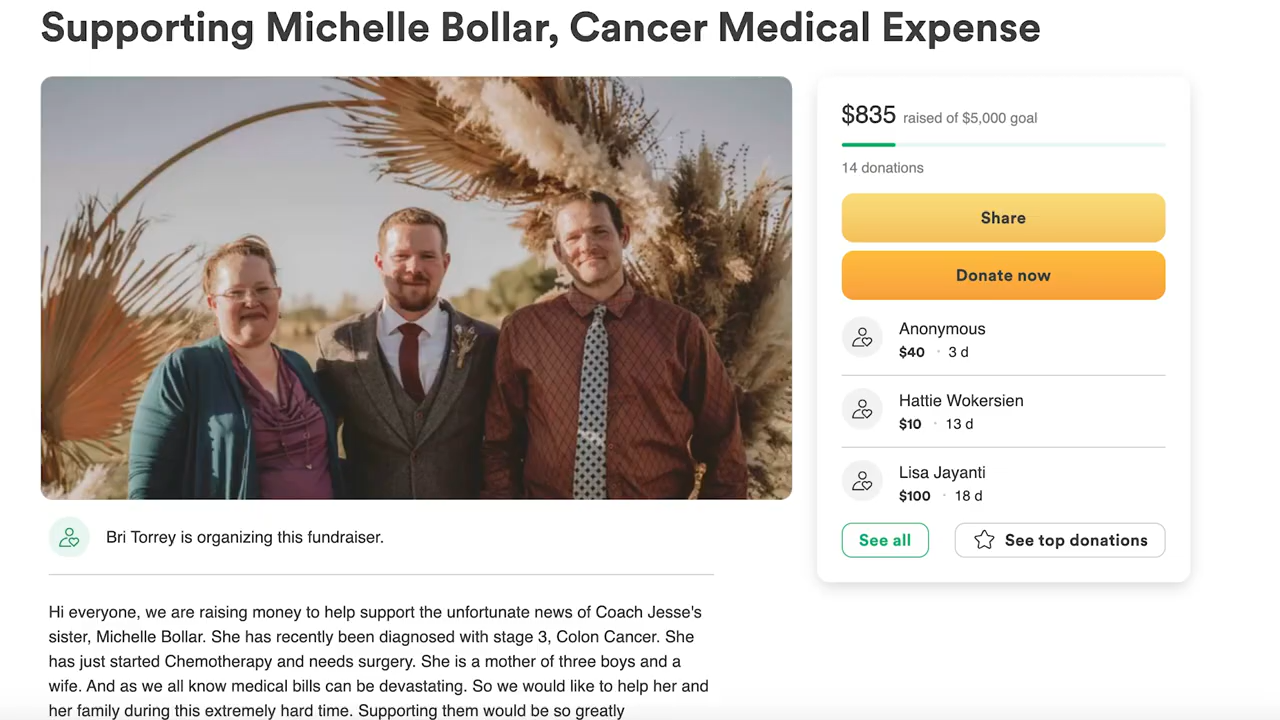 Supporting Michelle Bollar, Cancer Medical Expense
$835 raised of $5,000 goal
14 donations
Share
Donate now
Anonymous
$40 · 3 d
Hattie Wokersien
$10 · 13 d
Lisa Jayanti
$100 · 18 d
See all
See top donations
Bri Torrey is organizing this fundraiser.
Hi everyone, we are raising money to help support the unfortunate news of Coach Jesse's
sister, Michelle Bollar. She has recently been diagnosed with stage 3, Colon Cancer. She
has just started Chemotherapy and needs surgery. She is a mother of three boys and a
wife. And as we all know medical bills can be devastating. So we would like to help her and
her family during this extremely hard time. Supporting them would be so greatly